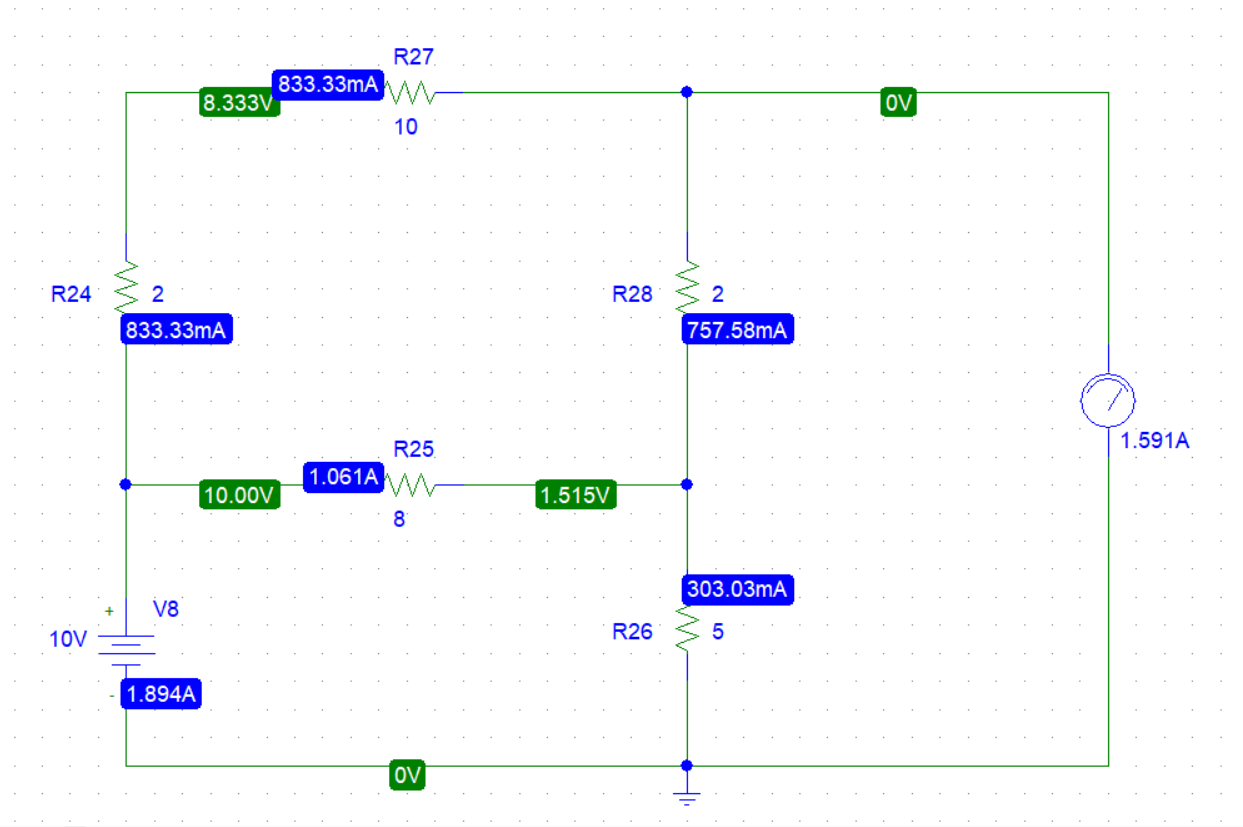 R27
833.33mA
8.333V
0V
10
R24
2
R28
2
833.33mA
757.58mA
1.591A
R25
1.061A
10.00V
1.515V
8
303.03mA
+
V8
10V
R26
5
-
1.894A
0V